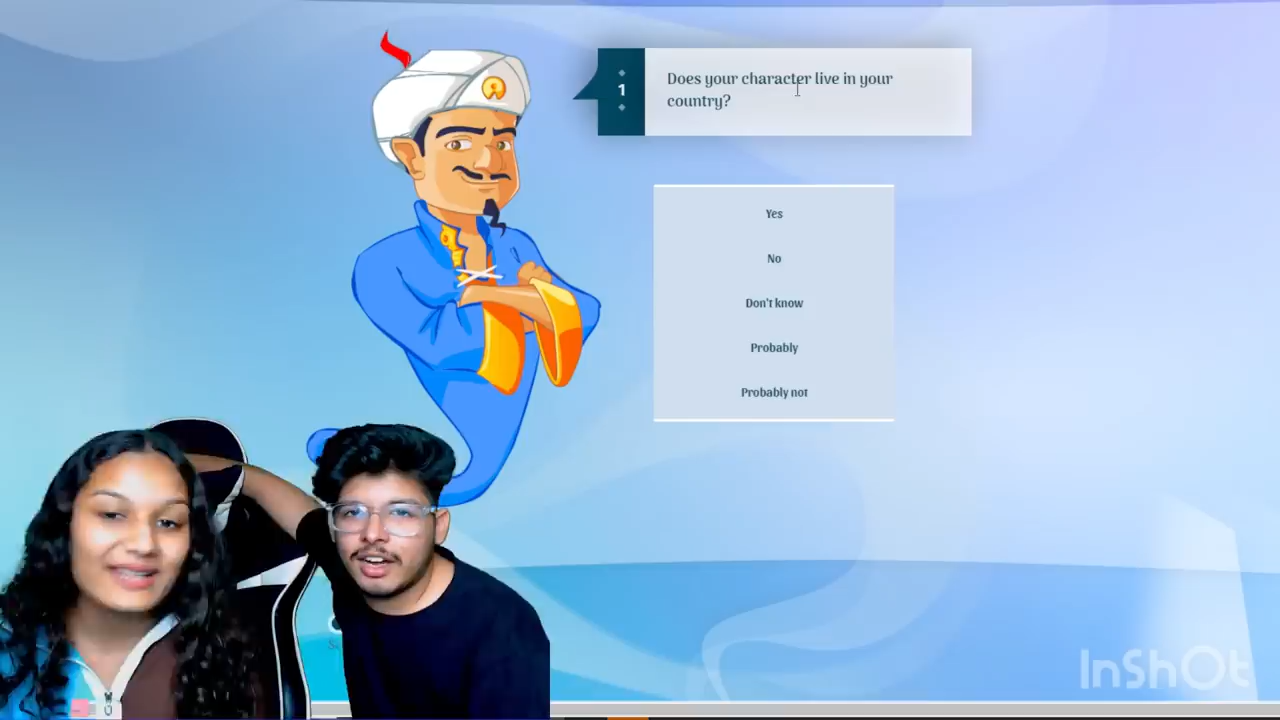 1
Does your character live in your
country?
Yes
No
Don't know
Probably
Probably not
InShOt